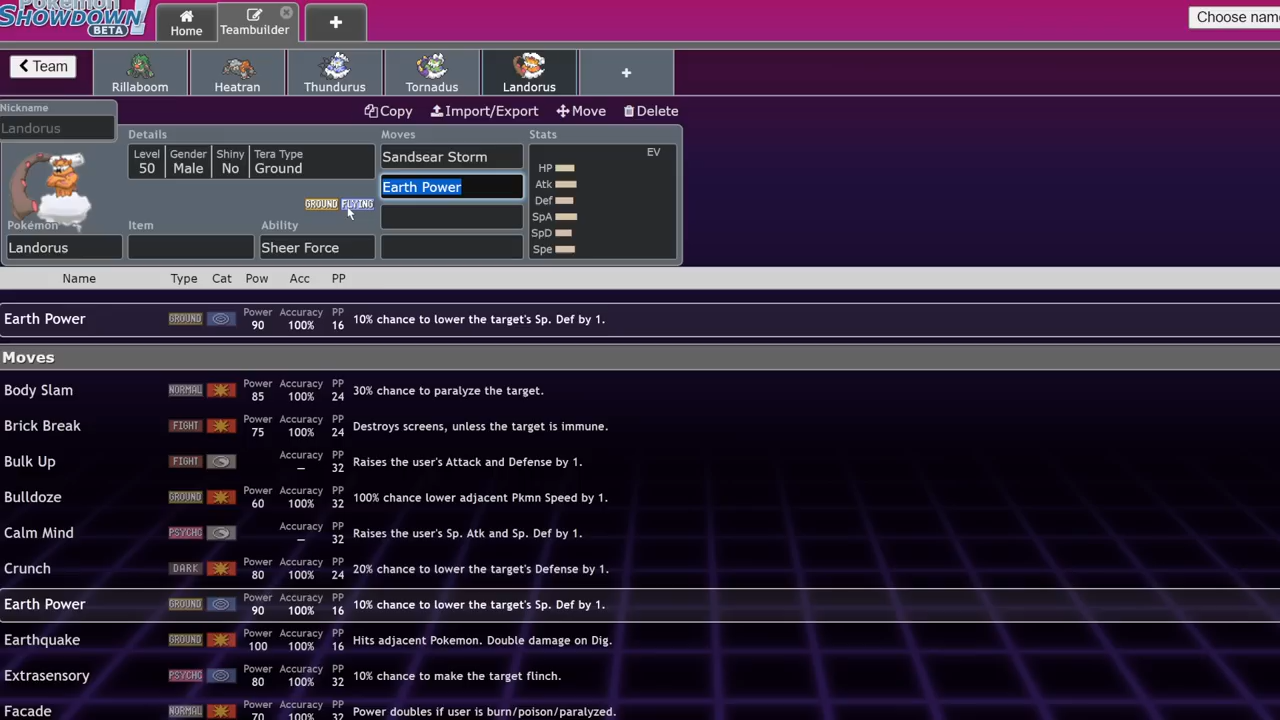 Pokémon
SHOWDOWN!
BETA
Home
Teambuilder
+
Choose name
Team
Rillaboom
Heatran
Thundurus
Tornadus
Landorus
+
Copy Import/Export Move Delete
Nickname
Landorus
Details
Level
50
Gender
Male
Shiny
No
Tera Type
Ground
GROUND FLYING
Pokémon
Landorus
Item
Ability
Sheer Force
Moves
Sandsear Storm
Earth Power
Stats
EV
HP
Atk
Def
SpA
SpD
Spe
Name Type Cat Pow Acc PP
Earth Power GROUND Power 90 Accuracy 100% PP 16 10% chance to lower the target's Sp. Def by 1.
Moves
Body Slam NORMAL Power 85 Accuracy 100% PP 24 30% chance to paralyze the target.
Brick Break FIGHT Power 75 Accuracy 100% PP 24 Destroys screens, unless the target is immune.
Bulk Up FIGHT Accuracy — PP 32 Raises the user's Attack and Defense by 1.
Bulldoze GROUND Power 60 Accuracy 100% PP 32 100% chance lower adjacent Pkmn Speed by 1.
Calm Mind PSYCHC Accuracy — PP 32 Raises the user's Sp. Atk and Sp. Def by 1.
Crunch DARK Power 80 Accuracy 100% PP 24 20% chance to lower the target's Defense by 1.
Earth Power GROUND Power 90 Accuracy 100% PP 16 10% chance to lower the target's Sp. Def by 1.
Earthquake GROUND Power 100 Accuracy 100% PP 16 Hits adjacent Pokemon. Double damage on Dig.
Extrasensory PSYCHC Power 80 Accuracy 100% PP 32 10% chance to make the target flinch.
Facade NORMAL Power 70 Accuracy 100% PP 32 Power doubles if user is burn/poison/paralyzed.